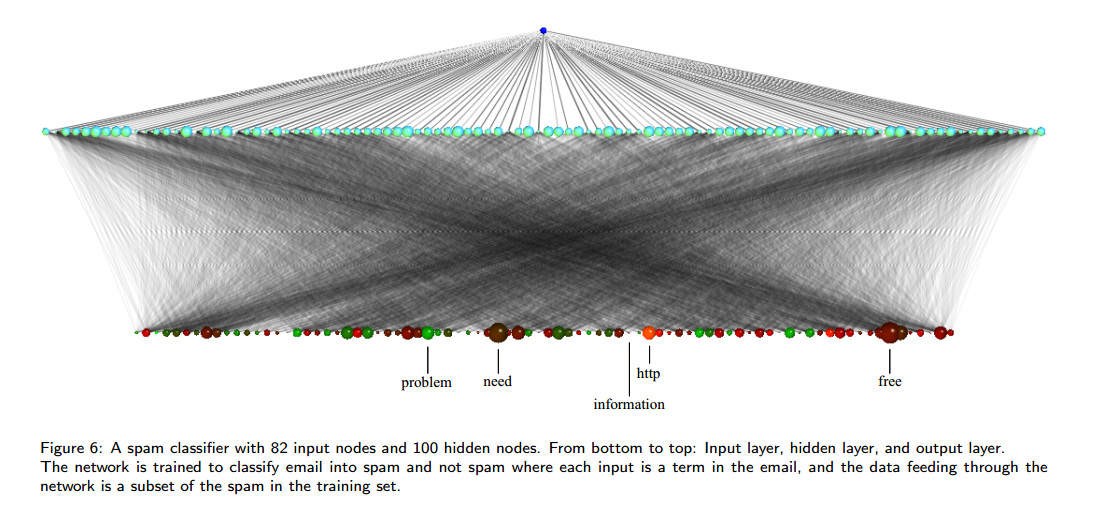 problem
need
http
free
information
Figure 6: A spam classifier with 82 input nodes and 100 hidden nodes. From bottom to top: Input layer, hidden layer, and output layer.
The network is trained to classify email into spam and not spam where each input is a term in the email, and the data feeding through the
network is a subset of the spam in the training set.